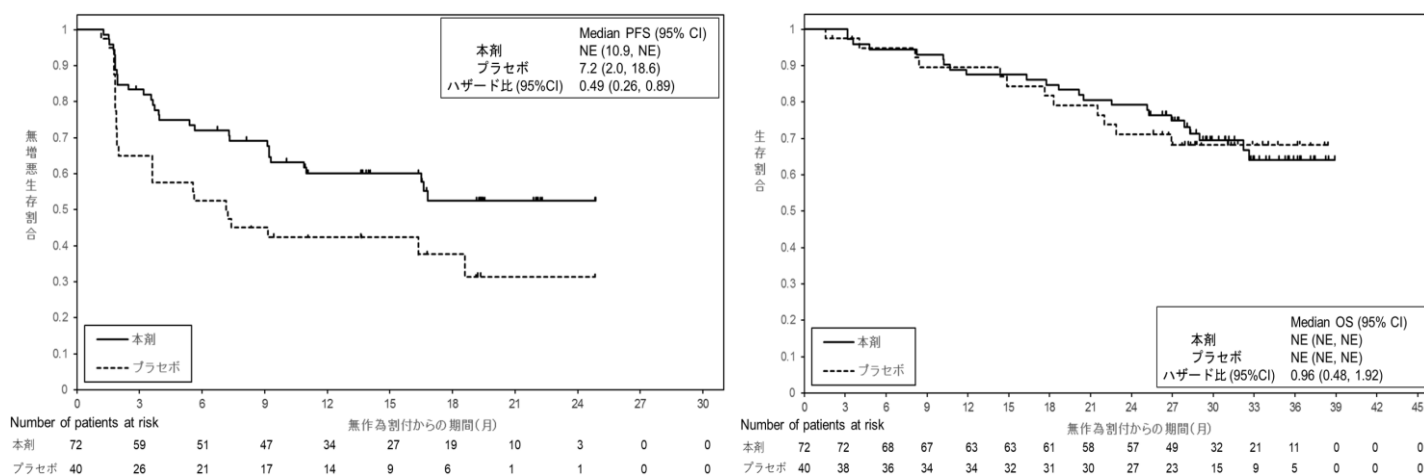 Median PFS (95% CI)
本剤 NE (10.9, NE)
プラセボ 7.2 (2.0, 18.6)
ハザード比 (95%CI) 0.49 (0.26, 0.89)
1
0.9
0.8
0.7
0.6
0.5
0.4
0.3
0.2
0.1
0
無増悪生存割合
本剤
プラセボ
0 3 6 9 12 15 18 21 24 27 30
Number of patients at risk
無作為割付からの期間(月)
本剤 72 59 51 47 34 27 19 10 3 0 0
プラセボ 40 26 21 17 14 9 6 1 1 0 0
1
0.9
0.8
0.7
0.6
0.5
0.4
0.3
0.2
0.1
0
生存割合
Median OS (95% CI)
本剤 NE (NE, NE)
プラセボ NE (NE, NE)
ハザード比 (95%CI) 0.96 (0.48, 1.92)
本剤
プラセボ
0 3 6 9 12 15 18 21 24 27 30 33 36 39 42 45
Number of patients at risk
無作為割付からの期間(月)
本剤 72 72 68 67 63 63 61 58 57 49 32 21 11 0 0 0
プラセボ 40 38 36 34 34 32 31 30 27 23 15 9 5 0 0 0